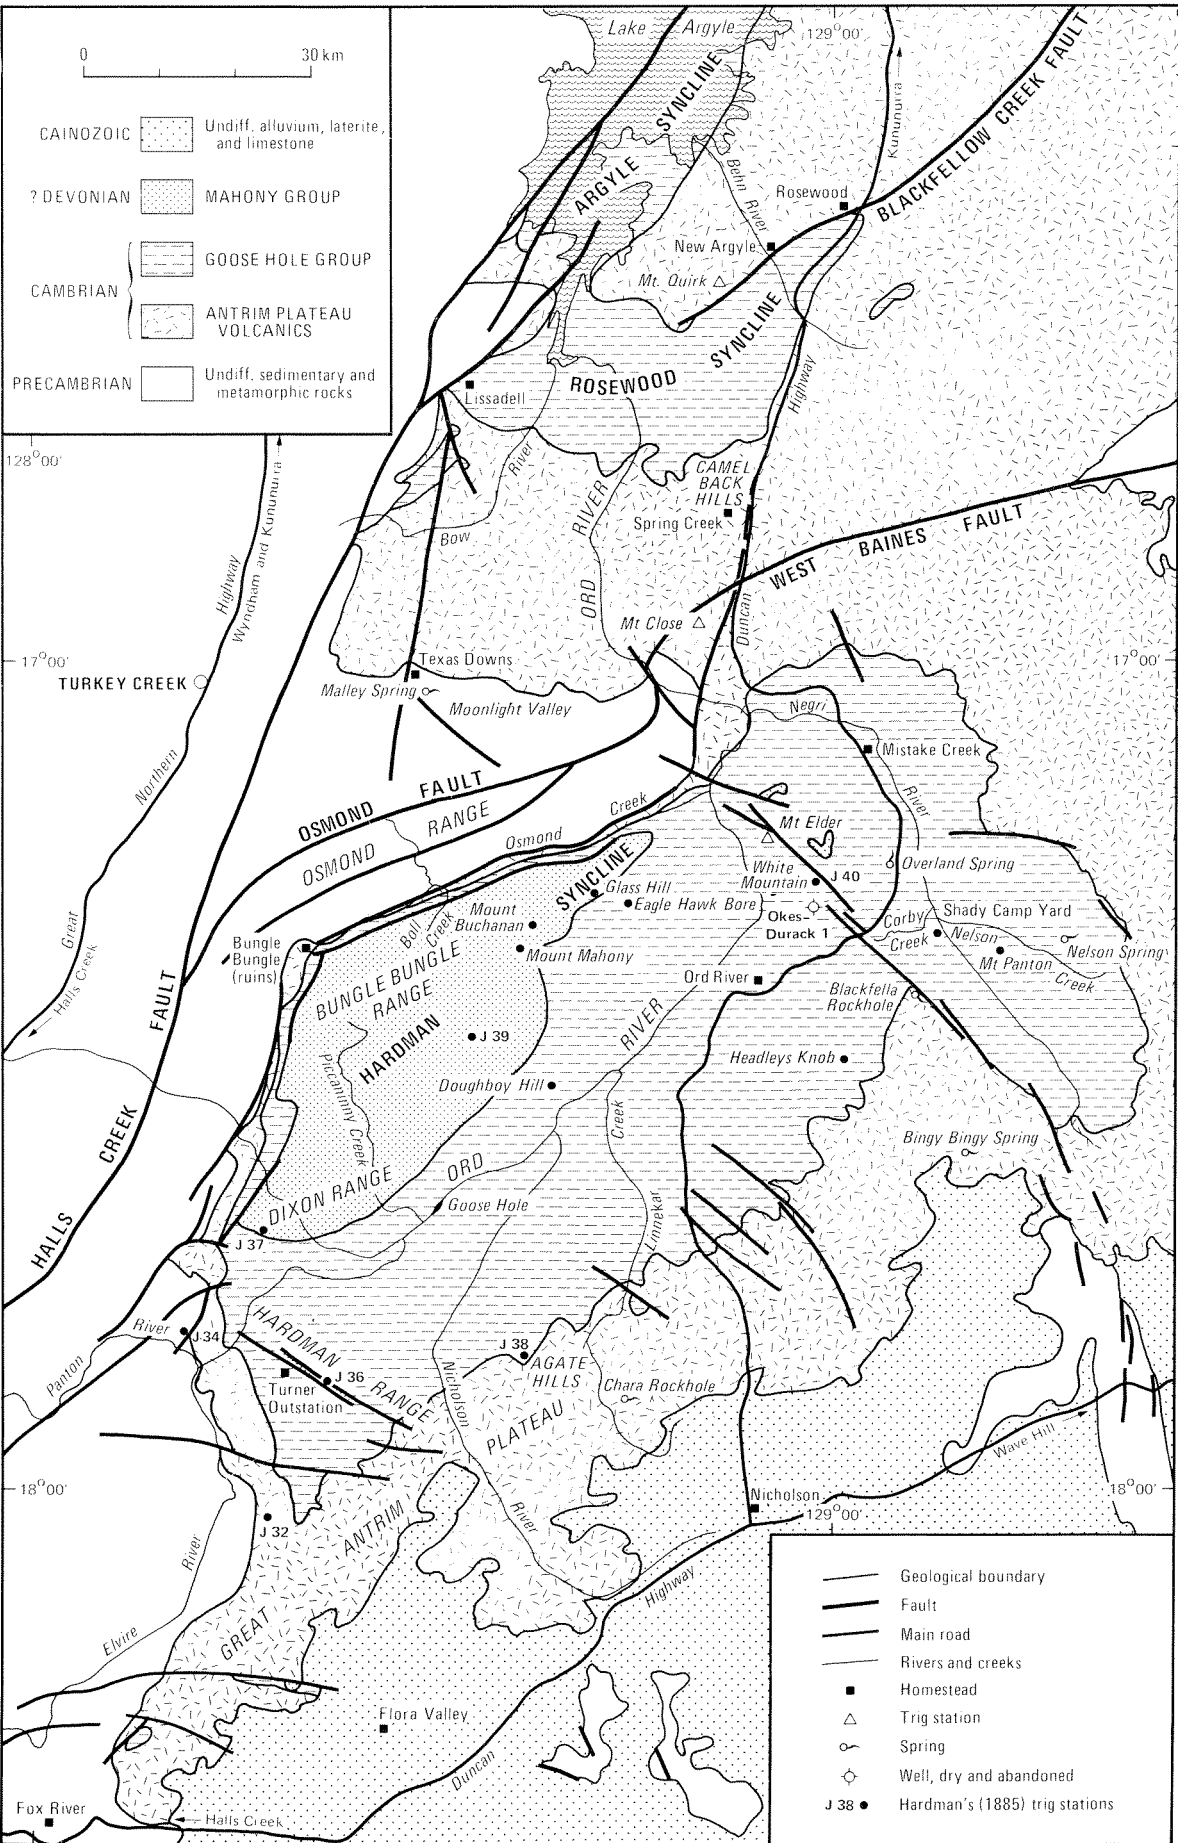 0 30 km
CAINOZOIC
Undiff. alluvium, laterite,
and limestone
? DEVONIAN
MAHONY GROUP
CAMBRIAN
GOOSE HOLE GROUP
ANTRIM PLATEAU
VOLCANICS
PRECAMBRIAN
Undiff. sedimentary and
metamorphic rocks
Lake Argyle
129°00'
ARGYLE SYNCLINE
Behn River
Kununurra
BLACKFELLOW CREEK FAULT
Rosewood
New Argyle
Mt. Quirk
ROSEWOOD SYNCLINE
Lissadell
Highway
128°00'
River
CAMEL
BACK
HILLS
RIVER
Spring Creek
Bow
WEST BAINES FAULT
Highway
Wyndham and Kununurra
ORD
Mt Close
Duncan
17°00'
17°00'
TURKEY CREEK
Texas Downs
Malley Spring
Moonlight Valley
Negri
Mistake Creek
Northern
OSMOND FAULT
River
OSMOND RANGE
Osmond Creek
Mt Elder
SYNCLINE
White
Mountain
J 40
Overland Spring
Glass Hill
Eagle Hawk Bore
Okes-
Durack 1
Mount
Buchanan
Boll Creek
Mount Mahony
Corby
Creek
Shady Camp Yard
Nelson
Mt Panton
Nelson Spring
Creek
Great
Bungle
Bungle
(ruins)
BUNGLE BUNGLE
RANGE
Ord River
Blackfella
Rockhole
Halls Creek
FAULT
HARDMAN
J 39
RIVER
Headleys Knob
Doughboy Hill
Piccaninny Creek
Creek
CREEK
Bingy Bingy Spring
DIXON RANGE
ORD
Goose Hole
Linnekar
HALLS
J 37
River
J 34
HARDMAN RANGE
J 38
AGATE
HILLS
Panton
J 36
Turner
Outstation
Nicholson
Chara Rockhole
PLATEAU
Wave Hill
18°00'
18°00'
Nicholson
129°00'
J 32
ANTRIM
River
River
Highway
Elvire
GREAT
Flora Valley
Duncan
Fox River
Halls Creek
Geological boundary
Fault
Main road
Rivers and creeks
Homestead
Trig station
Spring
Well, dry and abandoned
J 38 Hardman's (1885) trig stations